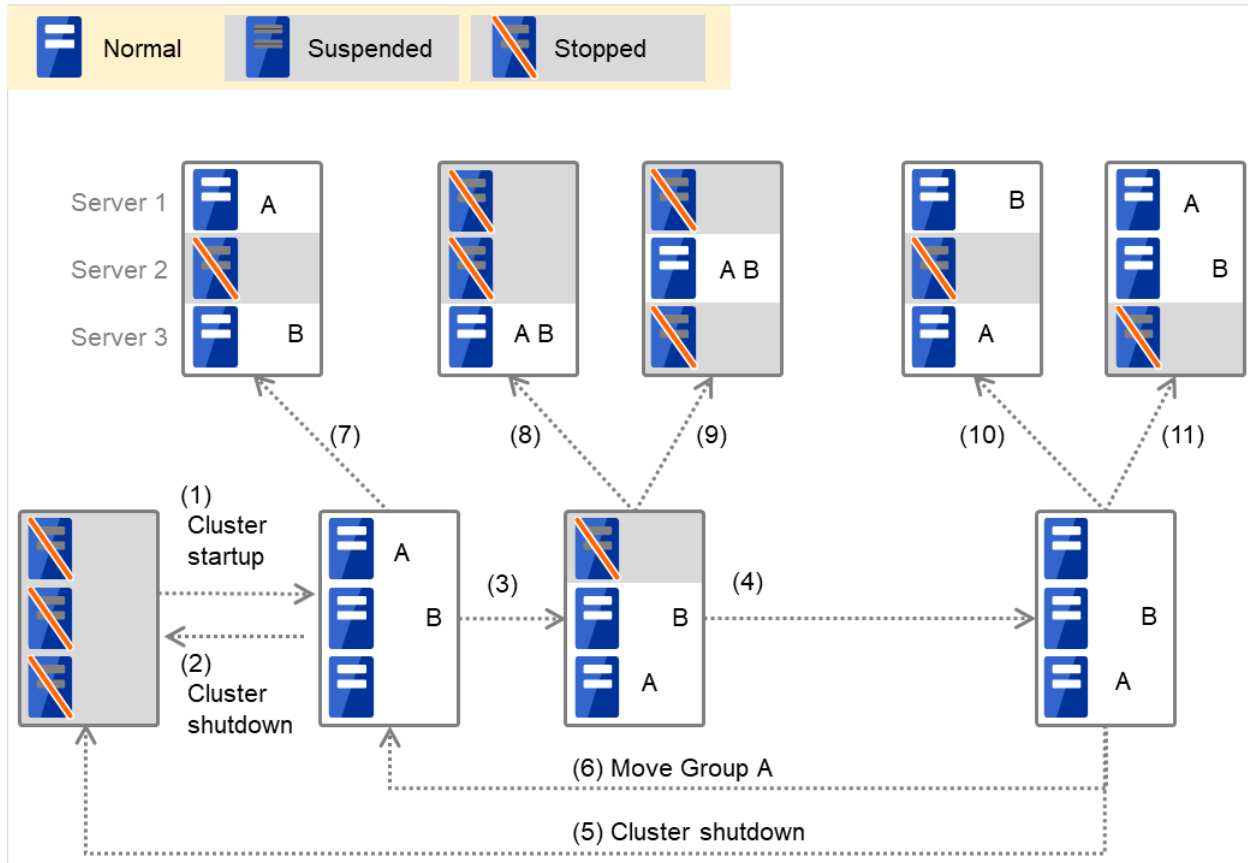 Normal
Suspended
Stopped
Server 1
Server 2
Server 3
A
B
A B
A B
B
A
A
B
(7)
(8)
(9)
(10)
(11)
(1)
Cluster
startup
(2)
Cluster
shutdown
A
B
(3)
B
A
(4)
B
A
(6) Move Group A
(5) Cluster shutdown